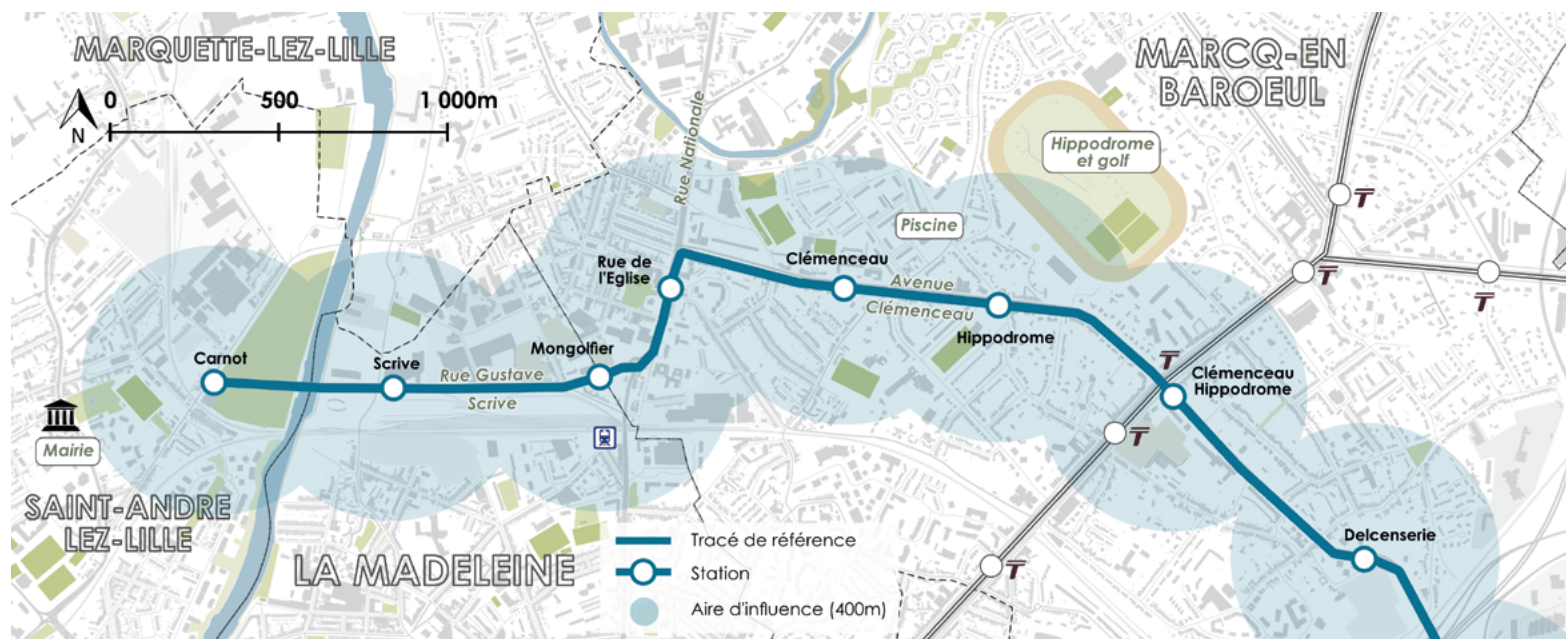 MARQUETTE-LEZ-LILLE
0 500 1 000m
N
MARCQ-EN
BAROEUL
Rue Nationale
Hippodrome
et golf
Piscine
Rue de
l'Eglise
Clémenceau
Avenue
Clémenceau
Hippodrome
Carnot
Scrive
Mongolfier
Rue Gustave
Scrive
T
T
T
T
Clémenceau
Hippodrome
T
T
Mairie
SAINT-ANDRE
LEZ-LILLE
LA MADELEINE
Delcenserie
Tracé de référence
Station
Aire d'influence (400m)